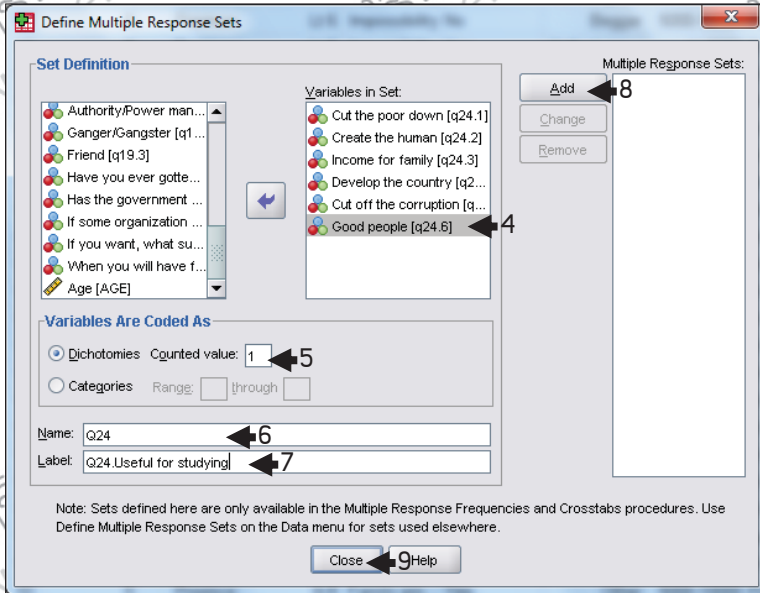 Define Multiple Response Sets
Set Definition
Authority/Power man...
Ganger/Gangster [q1...
Friend [q19.3]
Have you ever gotte...
Has the government ...
If some organization ...
If you want, what su...
When you will have f...
Age [AGE]
Variables in Set:
Cut the poor down [q24.1]
Create the human [q24.2]
Income for family [q24.3]
Develop the country [q2...
Cut off the corruption [q...
Good people [q24.6]
4
Variables Are Coded As
Dichotomies Counted value: 1
5
Categories Range: through
Name: Q24
6
Label: Q24.Useful for studying
7
Multiple Response Sets:
Add
8
Change
Remove
Note: Sets defined here are only available in the Multiple Response Frequencies and Crosstabs procedures. Use
Define Multiple Response Sets on the Data menu for sets used elsewhere.
Close
9
Help